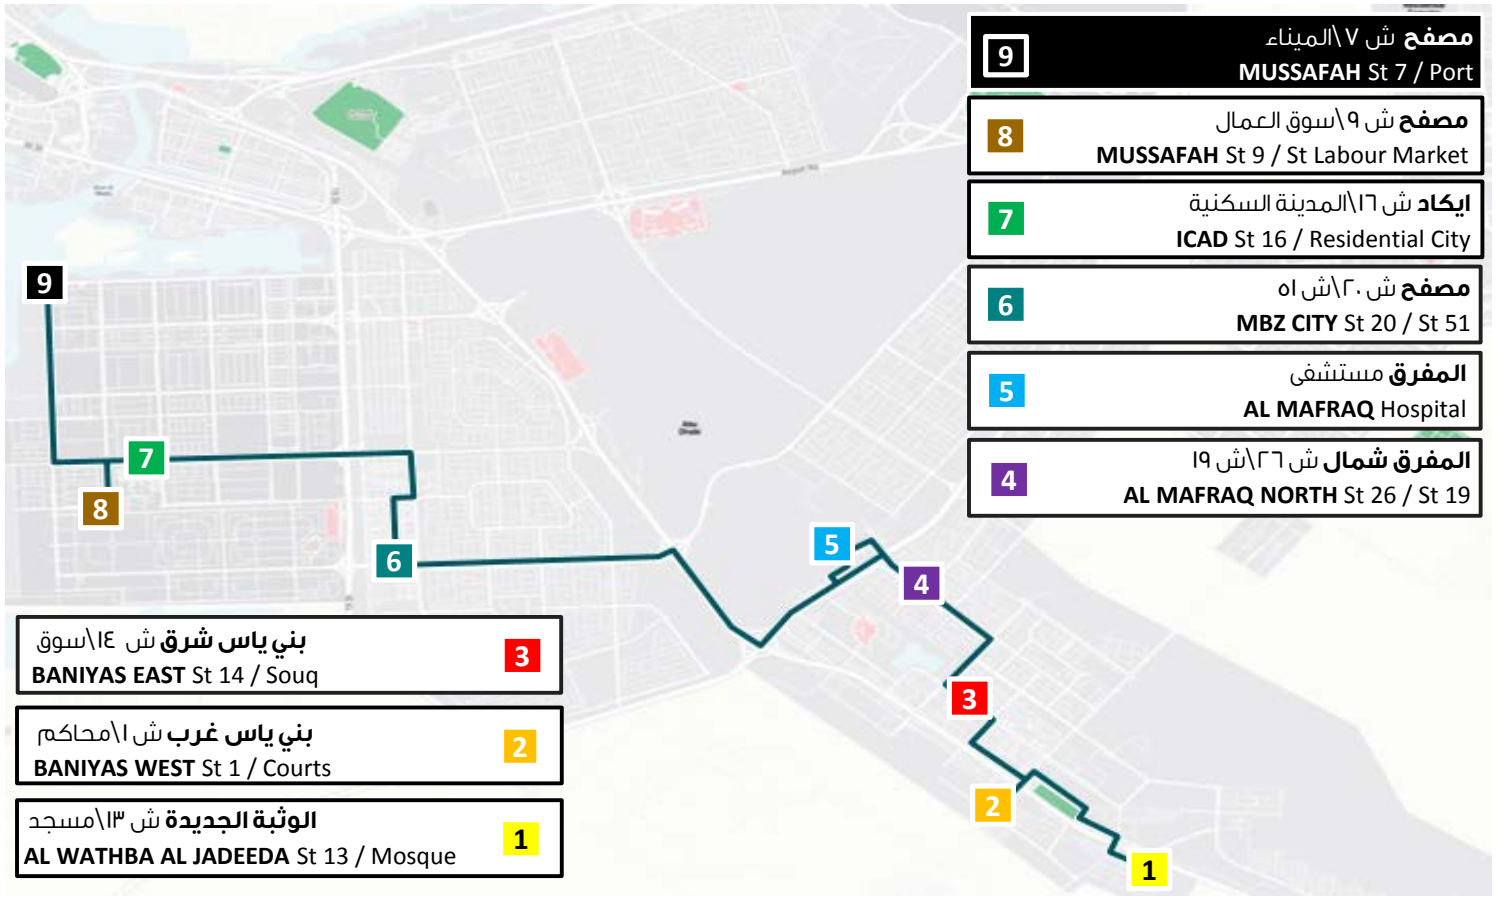 9
مصفح ش ٧\الميناء
MUSSAFAH St 7 / Port
8
مصفح ش ٩\سوق العمال
MUSSAFAH St 9 / St Labour Market
7
ايكاد ش ١٦\المدينة السكنية
ICAD St 16 / Residential City
6
مصفح ش ٢٠\ش ٥١
MBZ CITY St 20 / St 51
5
المفرق مستشفى
AL MAFRAQ Hospital
4
المفرق شمال ش ٢٦\ش ١٩
AL MAFRAQ NORTH St 26 / St 19
Airport Rd
Abu
Dhabi
9
7
8
6
5
4
3
2
1
بني ياس شرق ش ١٤\سوق
BANIYAS EAST St 14 / Souq
3
بني ياس غرب ش ١\محاكم
BANIYAS WEST St 1 / Courts
2
الوثبة الجديدة ش ١٣\مسجد
AL WATHBA AL JADEEDA St 13 / Mosque
1